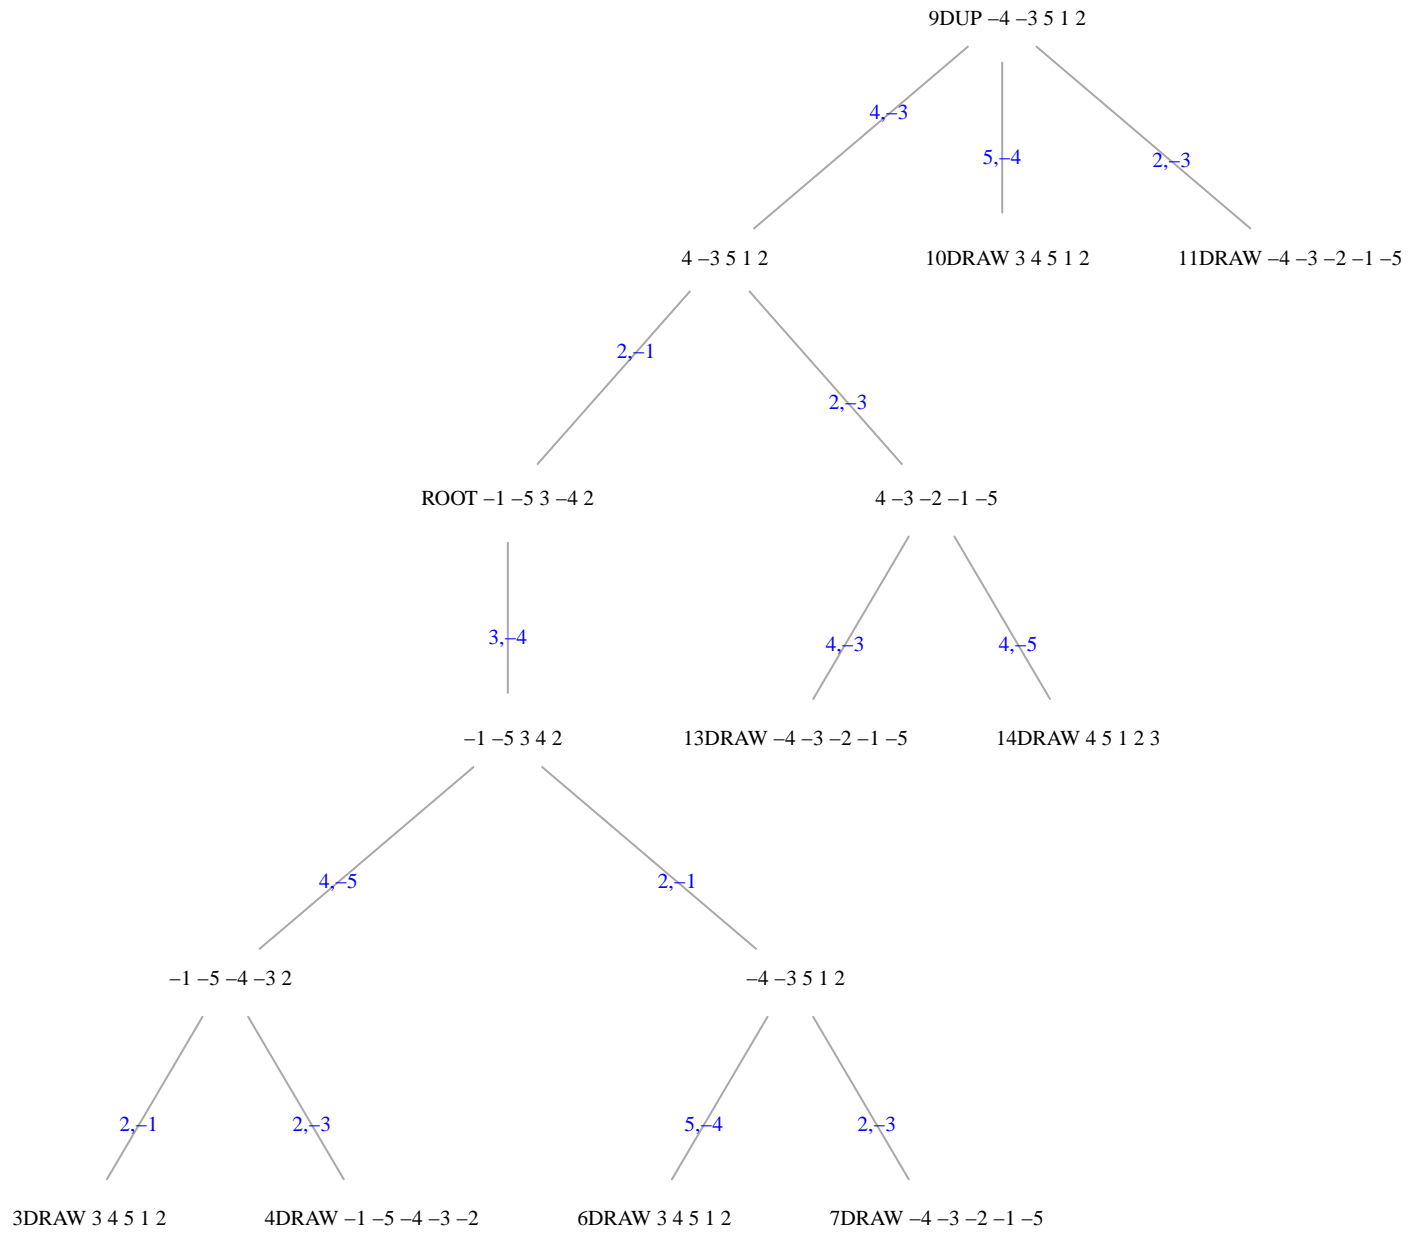 9DUP –4 –3 5 1 2
4,–3
5,–4
2,–3
4 –3 5 1 2
10DRAW 3 4 5 1 2
11DRAW –4 –3 –2 –1 –5
2,–1
2,–3
ROOT –1 –5 3 –4 2
4 –3 –2 –1 –5
3,–4
4,–3
4,–5
–1 –5 3 4 2
13DRAW –4 –3 –2 –1 –5
14DRAW 4 5 1 2 3
4,–5
2,–1
–1 –5 –4 –3 2
–4 –3 5 1 2
2,–1
2,–3
5,–4
2,–3
3DRAW 3 4 5 1 2
4DRAW –1 –5 –4 –3 –2
6DRAW 3 4 5 1 2
7DRAW –4 –3 –2 –1 –5